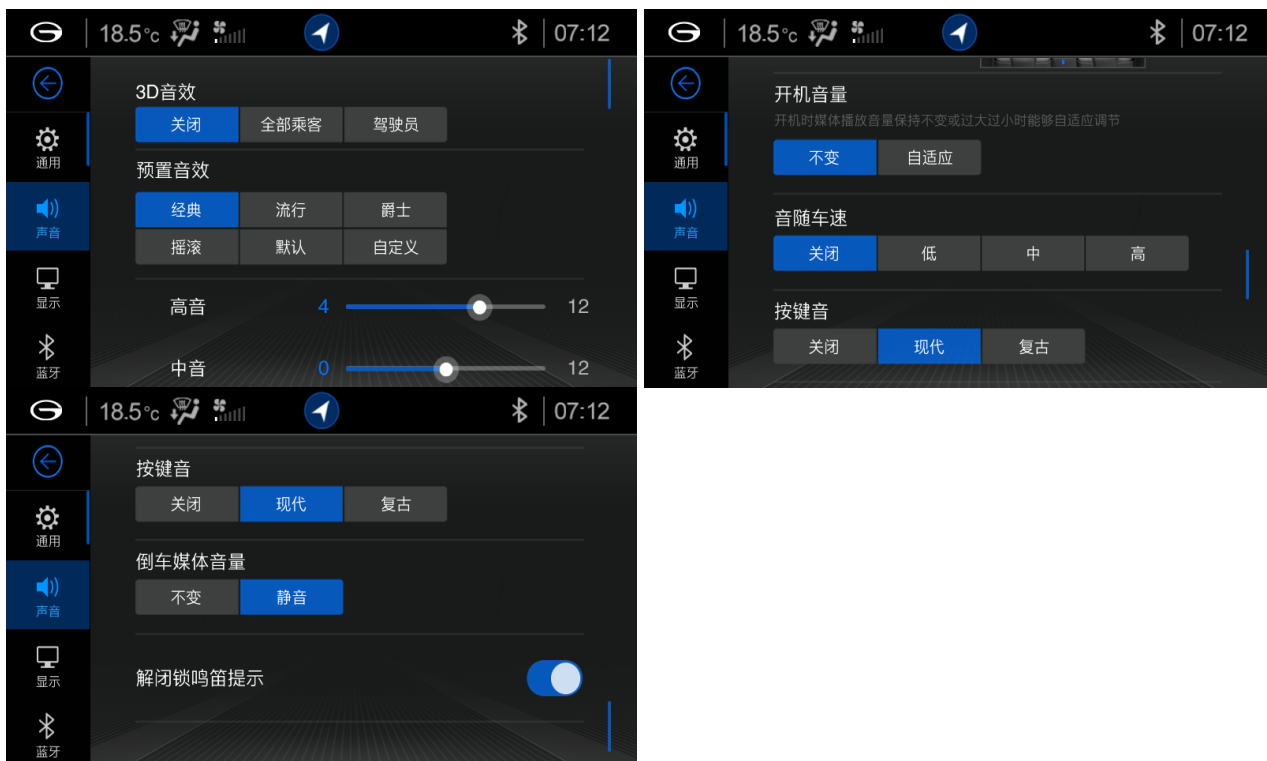 18.5°c
07:12
3D音效
关闭 全部乘客 驾驶员
通用
预置音效
经典 流行 爵士
声音
摇滚 默认 自定义
显示
高音 4 12
蓝牙
中音 0 12
18.5°c
07:12
开机音量
开机时媒体播放音量保持不变或过大过小时能够自适应调节
通用
不变 自适应
声音
音随车速
关闭 低 中 高
显示
按键音
蓝牙
关闭 现代 复古
18.5°c
07:12
按键音
关闭 现代 复古
通用
倒车媒体音量
不变 静音
声音
解闭锁鸣笛提示
显示
蓝牙